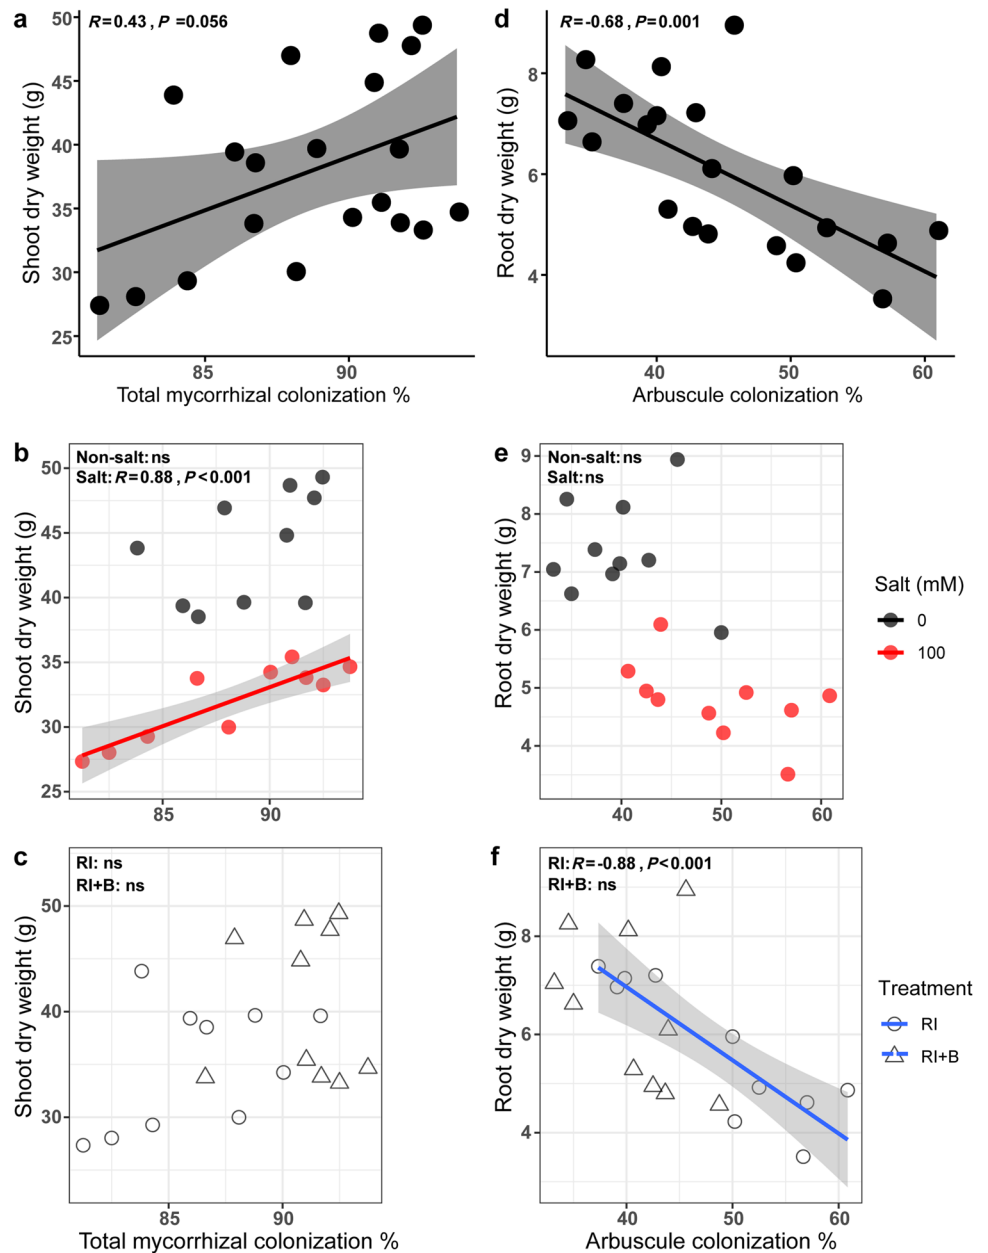 a
R=0.43 , P =0.056
Shoot dry weight (g)
50
45
40
35
30
25
85
90
Total mycorrhizal colonization %
d
R=-0.68, P=0.001
Root dry weight (g)
8
6
4
40
50
60
Arbuscule colonization %
b
Non-salt: ns
Salt: R=0.88 , P<0.001
Shoot dry weight (g)
50
45
40
35
30
25
85
90
e
Non-salt: ns
Salt: ns
Root dry weight (g)
9
8
7
6
5
4
40
50
60
Salt (mM)
0
100
c
RI: ns
RI+B: ns
Shoot dry weight (g)
50
40
30
85
90
Total mycorrhizal colonization %
f
RI: R=-0.88 , P<0.001
RI+B: ns
Root dry weight (g)
8
6
4
40
50
60
Arbuscule colonization %
Treatment
RI
RI+B